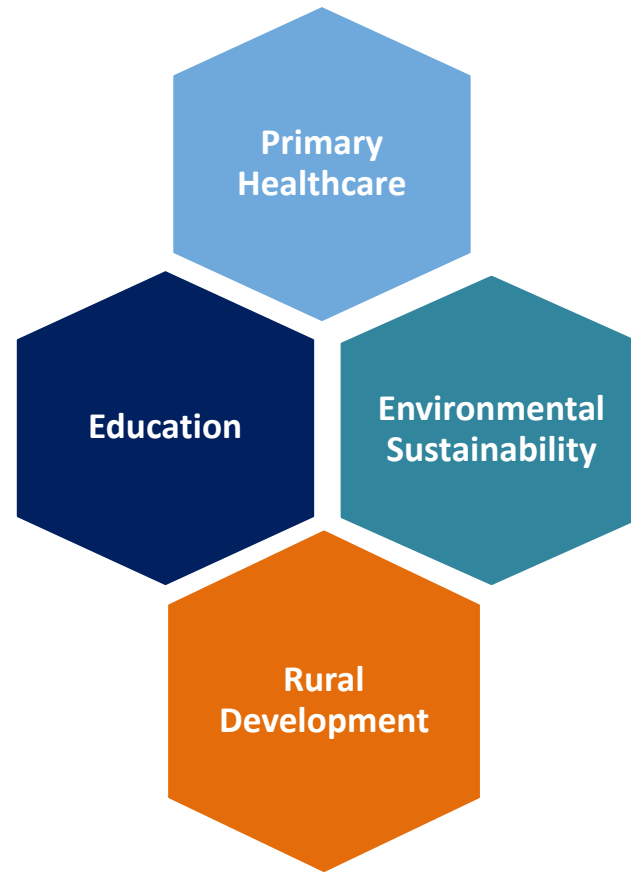 Primary
Healthcare
Education
Environmental
Sustainability
Rural
Development